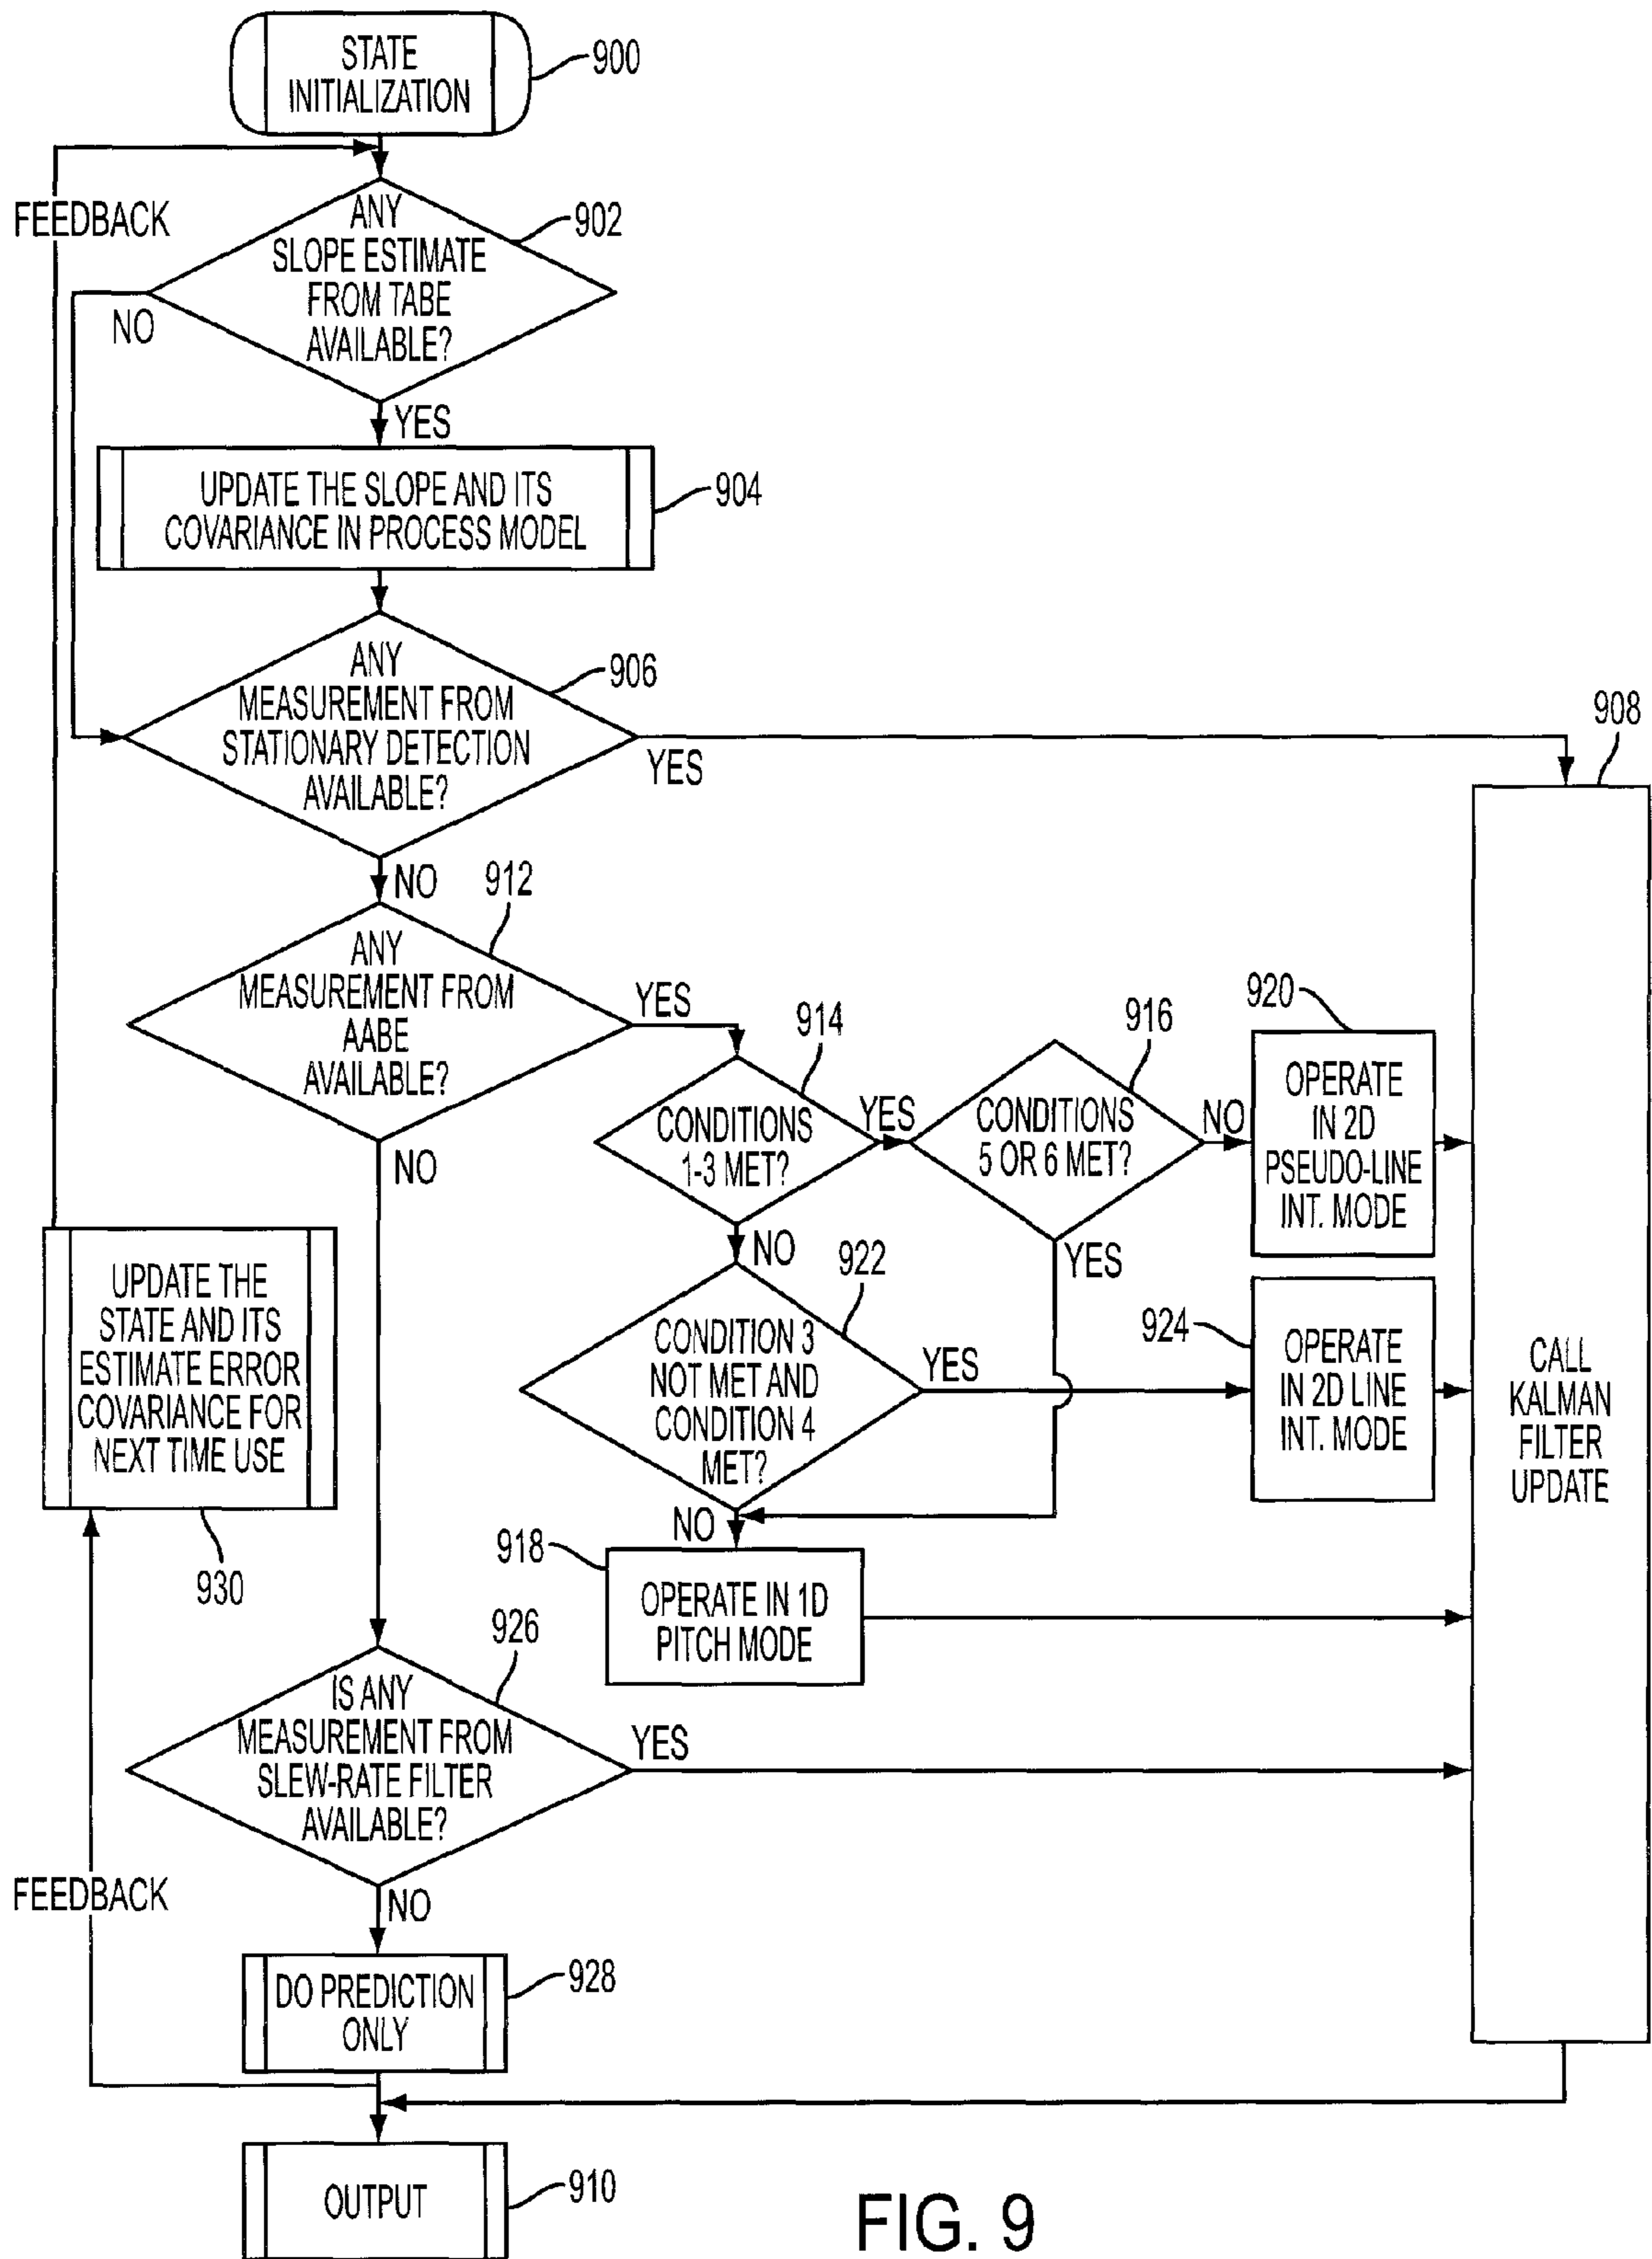 STATE
INITIALIZATION
900
FEEDBACK
ANY
SLOPE ESTIMATE
FROM TABE
AVAILABLE?
902
NO
YES
UPDATE THE SLOPE AND ITS
COVARIANCE IN PROCESS MODEL
904
ANY
MEASUREMENT FROM
STATIONARY DETECTION
AVAILABLE?
906
YES
908
NO
912
ANY
MEASUREMENT FROM
AABE
AVAILABLE?
YES
NO
914
CONDITIONS
1-3 MET?
YES
916
CONDITIONS
5 OR 6 MET?
NO
920
OPERATE
IN 2D
PSEUDO-LINE
INT. MODE
NO
YES
922
CONDITION 3
NOT MET AND
CONDITION 4
MET?
YES
924
OPERATE
IN 2D LINE
INT. MODE
CALL
KALMAN
FILTER
UPDATE
UPDATE THE
STATE AND ITS
ESTIMATE ERROR
COVARIANCE FOR
NEXT TIME USE
930
NO
918
OPERATE IN 1D
PITCH MODE
926
IS ANY
MEASUREMENT FROM
SLEW-RATE FILTER
AVAILABLE?
YES
FEEDBACK
NO
DO PREDICTION
ONLY
928
OUTPUT
910
FIG. 9